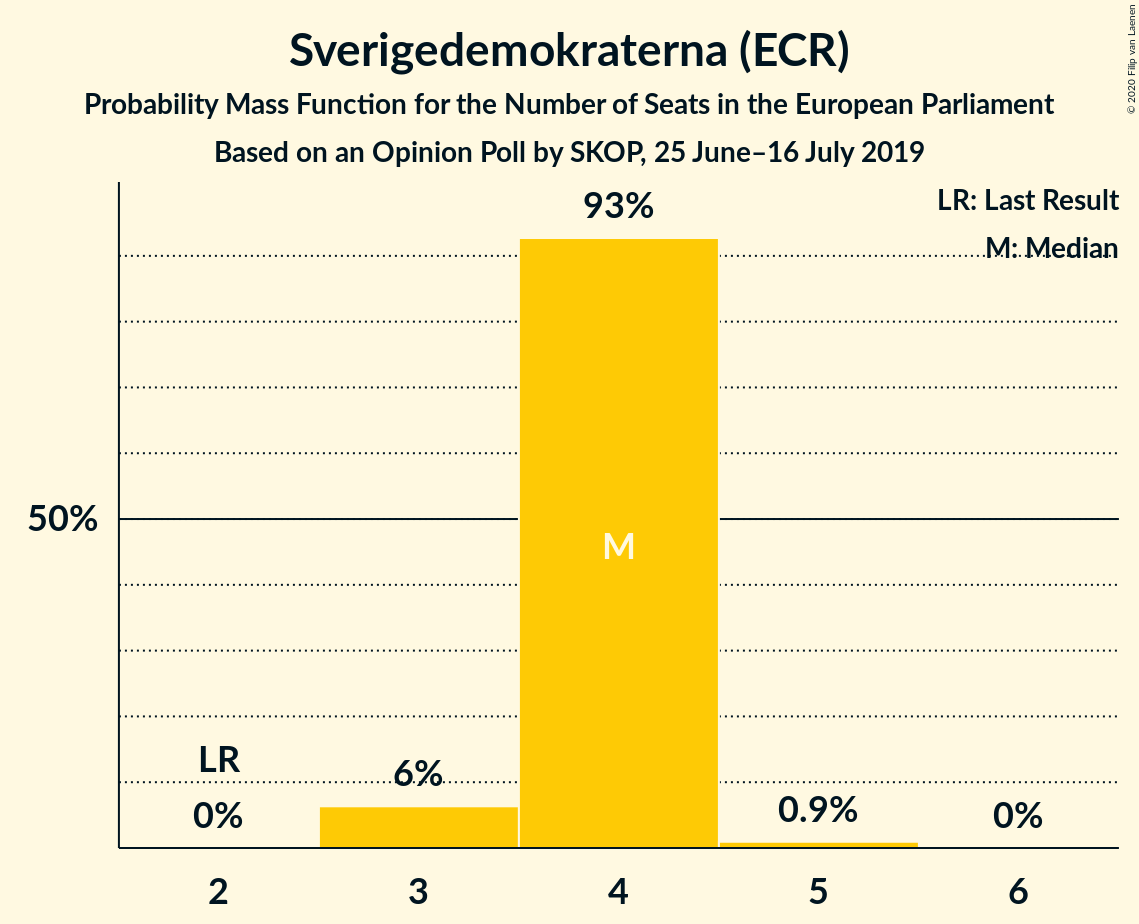 Sverigedemokraterna (ECR)
Probability Mass Function for the Number of Seats in the European Parliament
Based on an Opinion Poll by SKOP, 25 June–16 July 2019
© 2020 Filip van Laenen
LR: Last Result
M: Median
93%
50%
M
LR
0%
6%
0.9%
0%
2
3
4
5
6